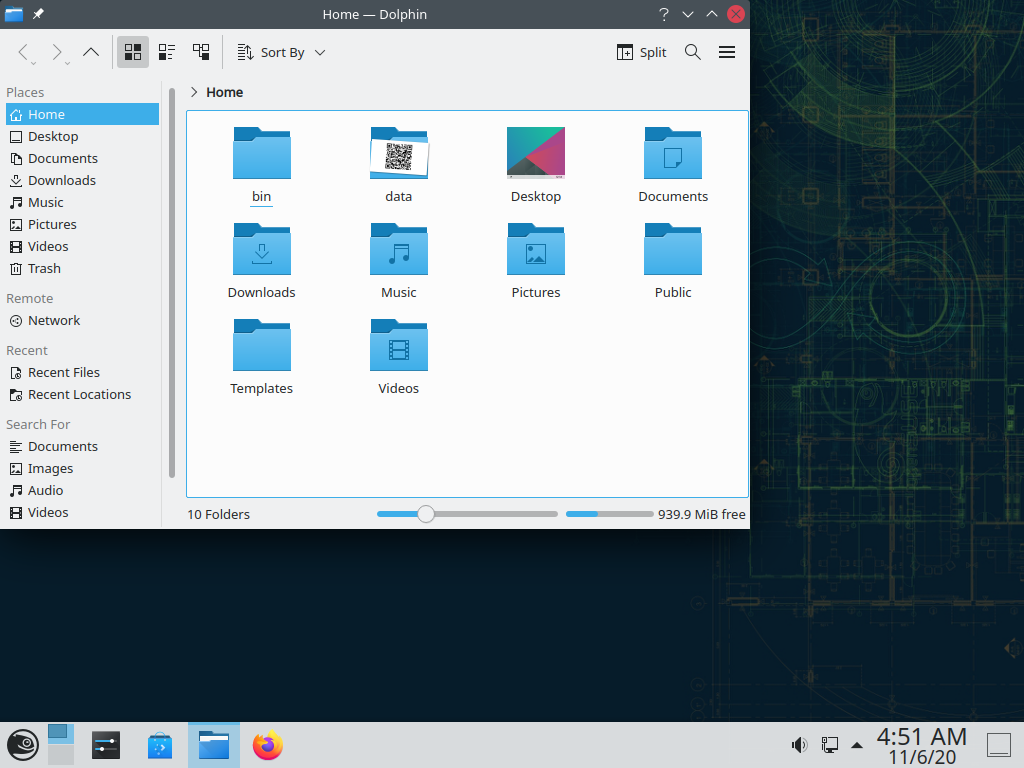 Home — Dolphin
Sort By
Split
Places
Home
Desktop
Documents
Downloads
Music
Pictures
Videos
Trash
Remote
Network
Recent
Recent Files
Recent Locations
Search For
Documents
Images
Audio
Videos
Home
bin
data
Desktop
Documents
Downloads
Music
Pictures
Public
Templates
Videos
10 Folders
939.9 MiB free
4:51 AM
11/6/20